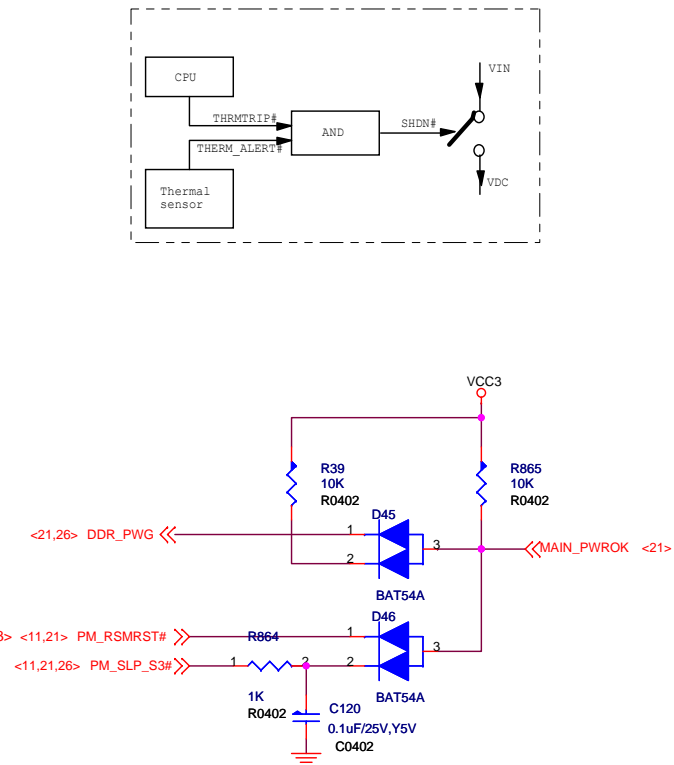 CPU
VIN
THRMTRIP#
AND
SHDN#
THERM_ALERT#
Thermal
sensor
VDC
VCC3
R39
10K
R0402
R865
10K
R0402
D45
<21,26> DDR_PWG
1
2
3
MAIN_PWROK <21>
BAT54A
D46
> <11,21> PM_RSMRST#
R864
1
3
<11,21,26> PM_SLP_S3#
1
2
2
1K
R0402
BAT54A
C120
0.1uF/25V,Y5V
C0402